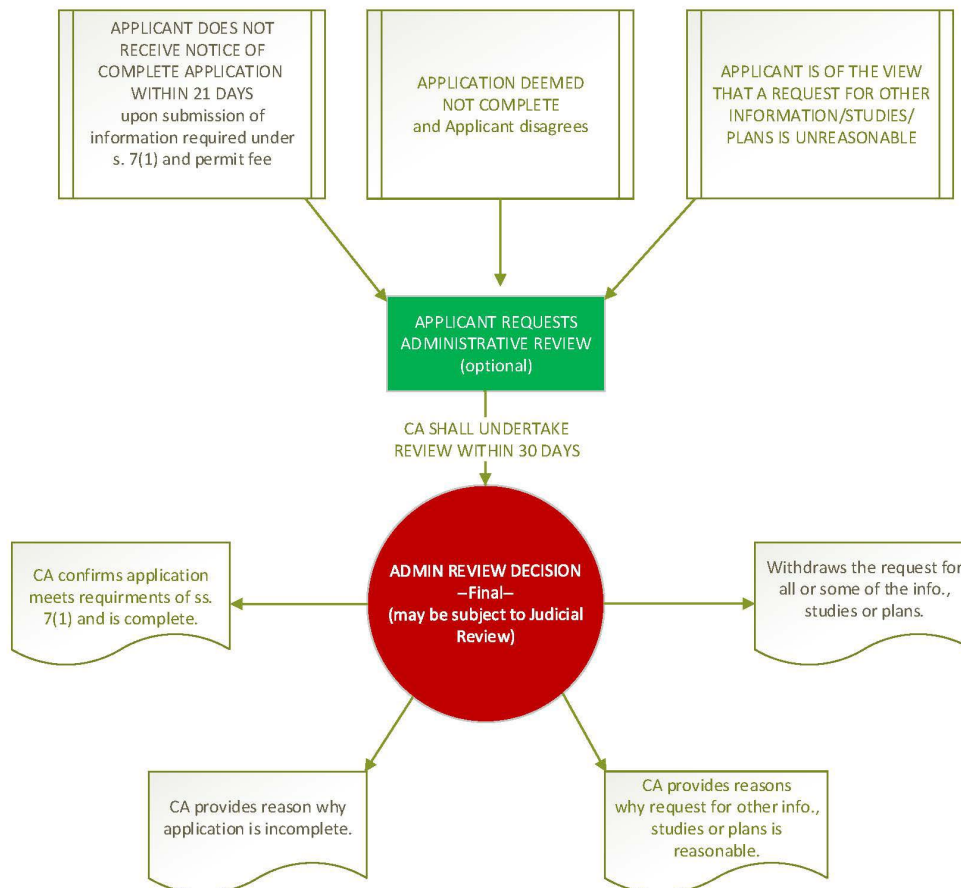 APPLICANT DOES NOT
RECEIVE NOTICE OF
COMPLETE APPLICATION
WITHIN 21 DAYS
upon submission of
information required under
s. 7(1) and permit fee
APPLICATION DEEMED
NOT COMPLETE
and Applicant disagrees
APPLICANT IS OF THE VIEW
THAT A REQUEST FOR OTHER
INFORMATION/STUDIES/
PLANS IS UNREASONABLE
APPLICANT REQUESTS
ADMINISTRATIVE REVIEW
(optional)
CA SHALL UNDERTAKE
REVIEW WITHIN 30 DAYS
ADMIN REVIEW DECISION
–Final–
(may be subject to Judicial
Review)
CA confirms application
meets requirments of ss.
7(1) and is complete.
Withdraws the request for
all or some of the info.,
studies or plans.
CA provides reason why
application is incomplete.
CA provides reasons
why request for other info.,
studies or plans is
reasonable.